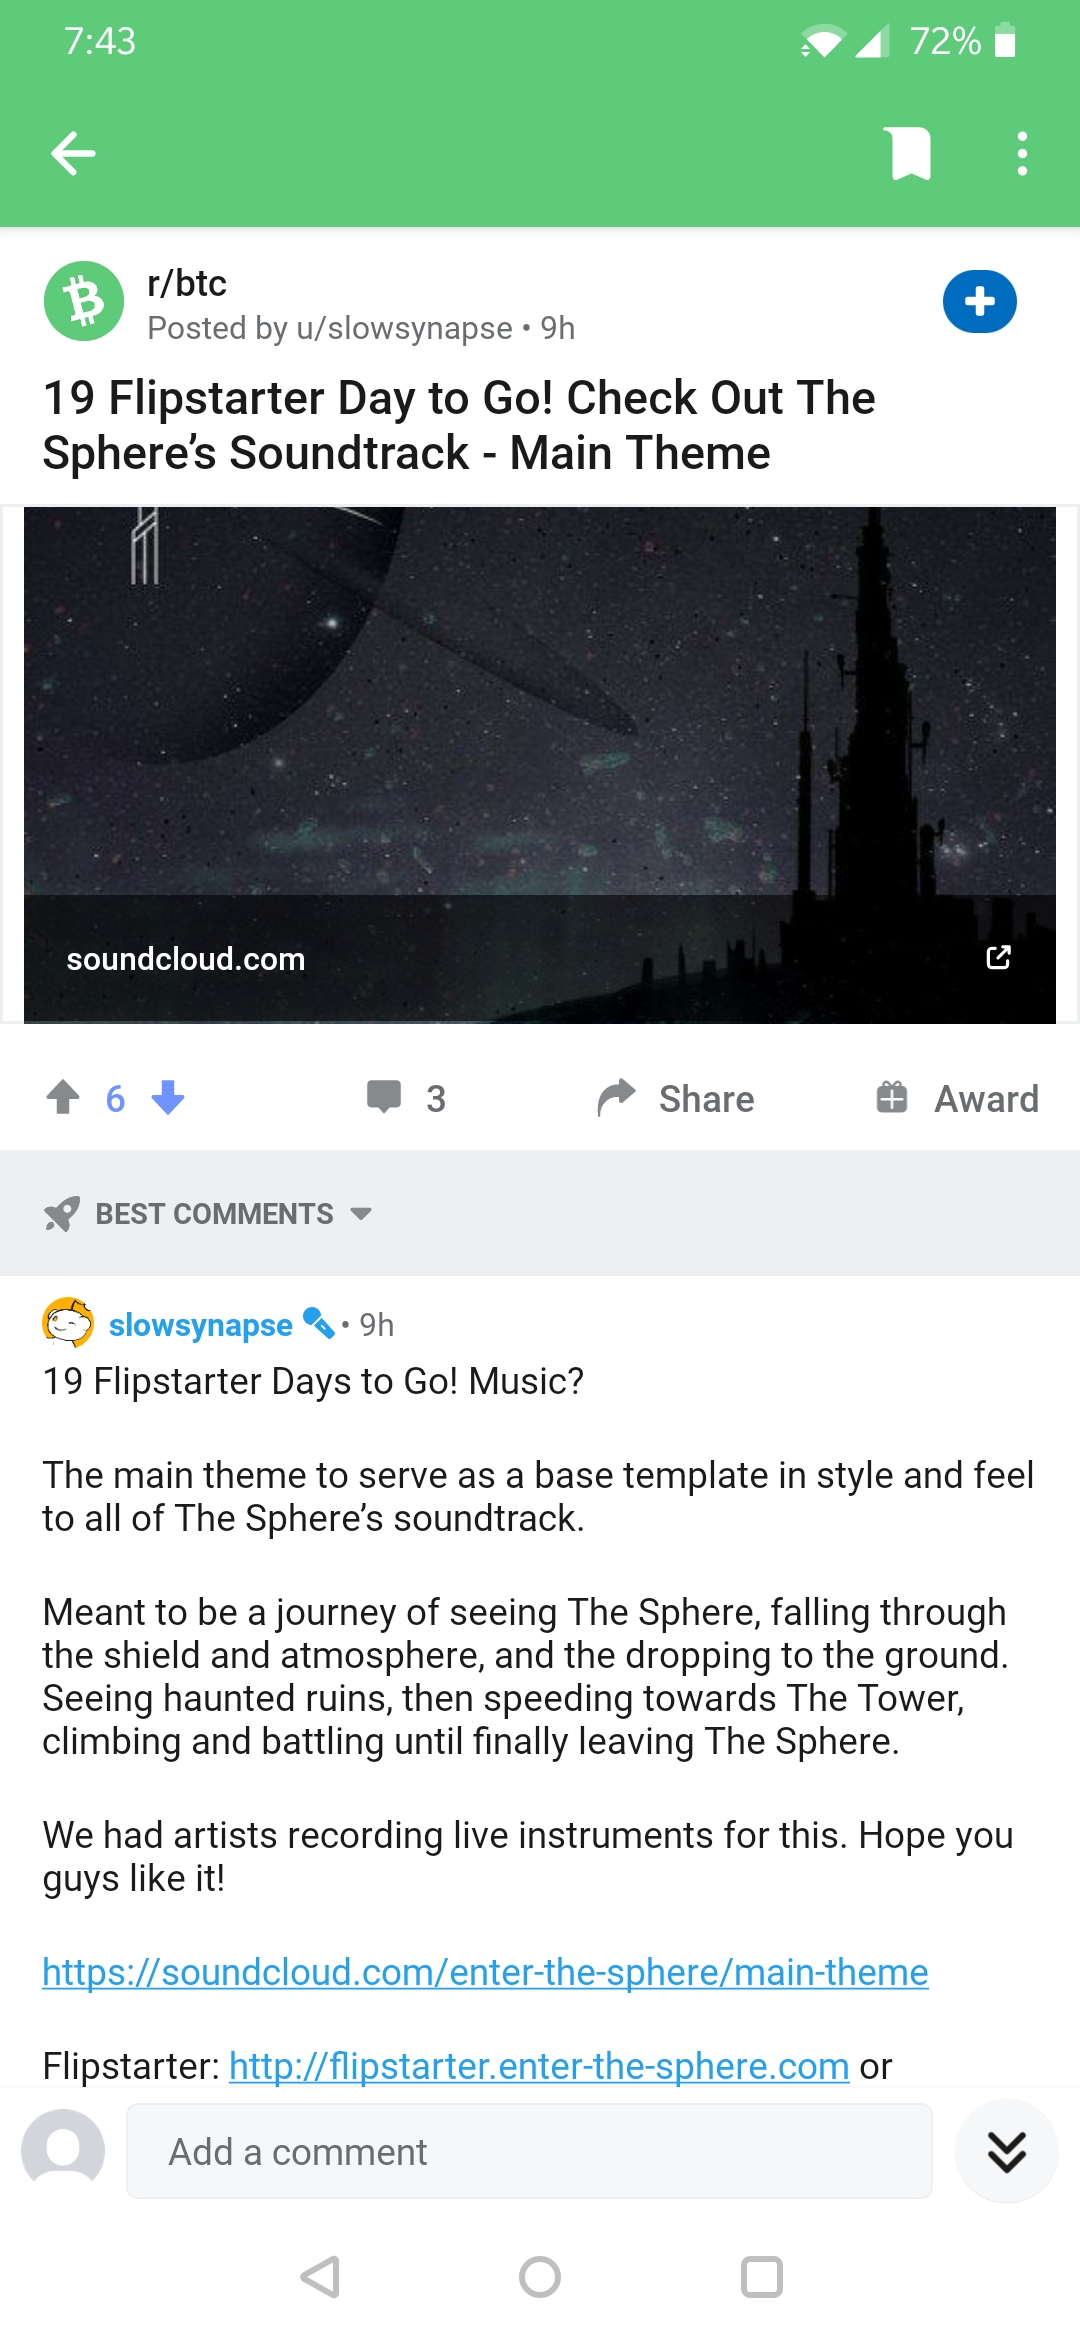 7:43
72%
r/btc
Posted by u/slowsynapse • 9h
19 Flipstarter Day to Go! Check Out The
Sphere’s Soundtrack - Main Theme
soundcloud.com
6
3
Share
Award
BEST COMMENTS
slowsynapse • 9h
19 Flipstarter Days to Go! Music?
The main theme to serve as a base template in style and feel
to all of The Sphere’s soundtrack.
Meant to be a journey of seeing The Sphere, falling through
the shield and atmosphere, and the dropping to the ground.
Seeing haunted ruins, then speeding towards The Tower,
climbing and battling until finally leaving The Sphere.
We had artists recording live instruments for this. Hope you
guys like it!
https://soundcloud.com/enter-the-sphere/main-theme
Flipstarter: http://flipstarter.enter-the-sphere.com or
Add a comment